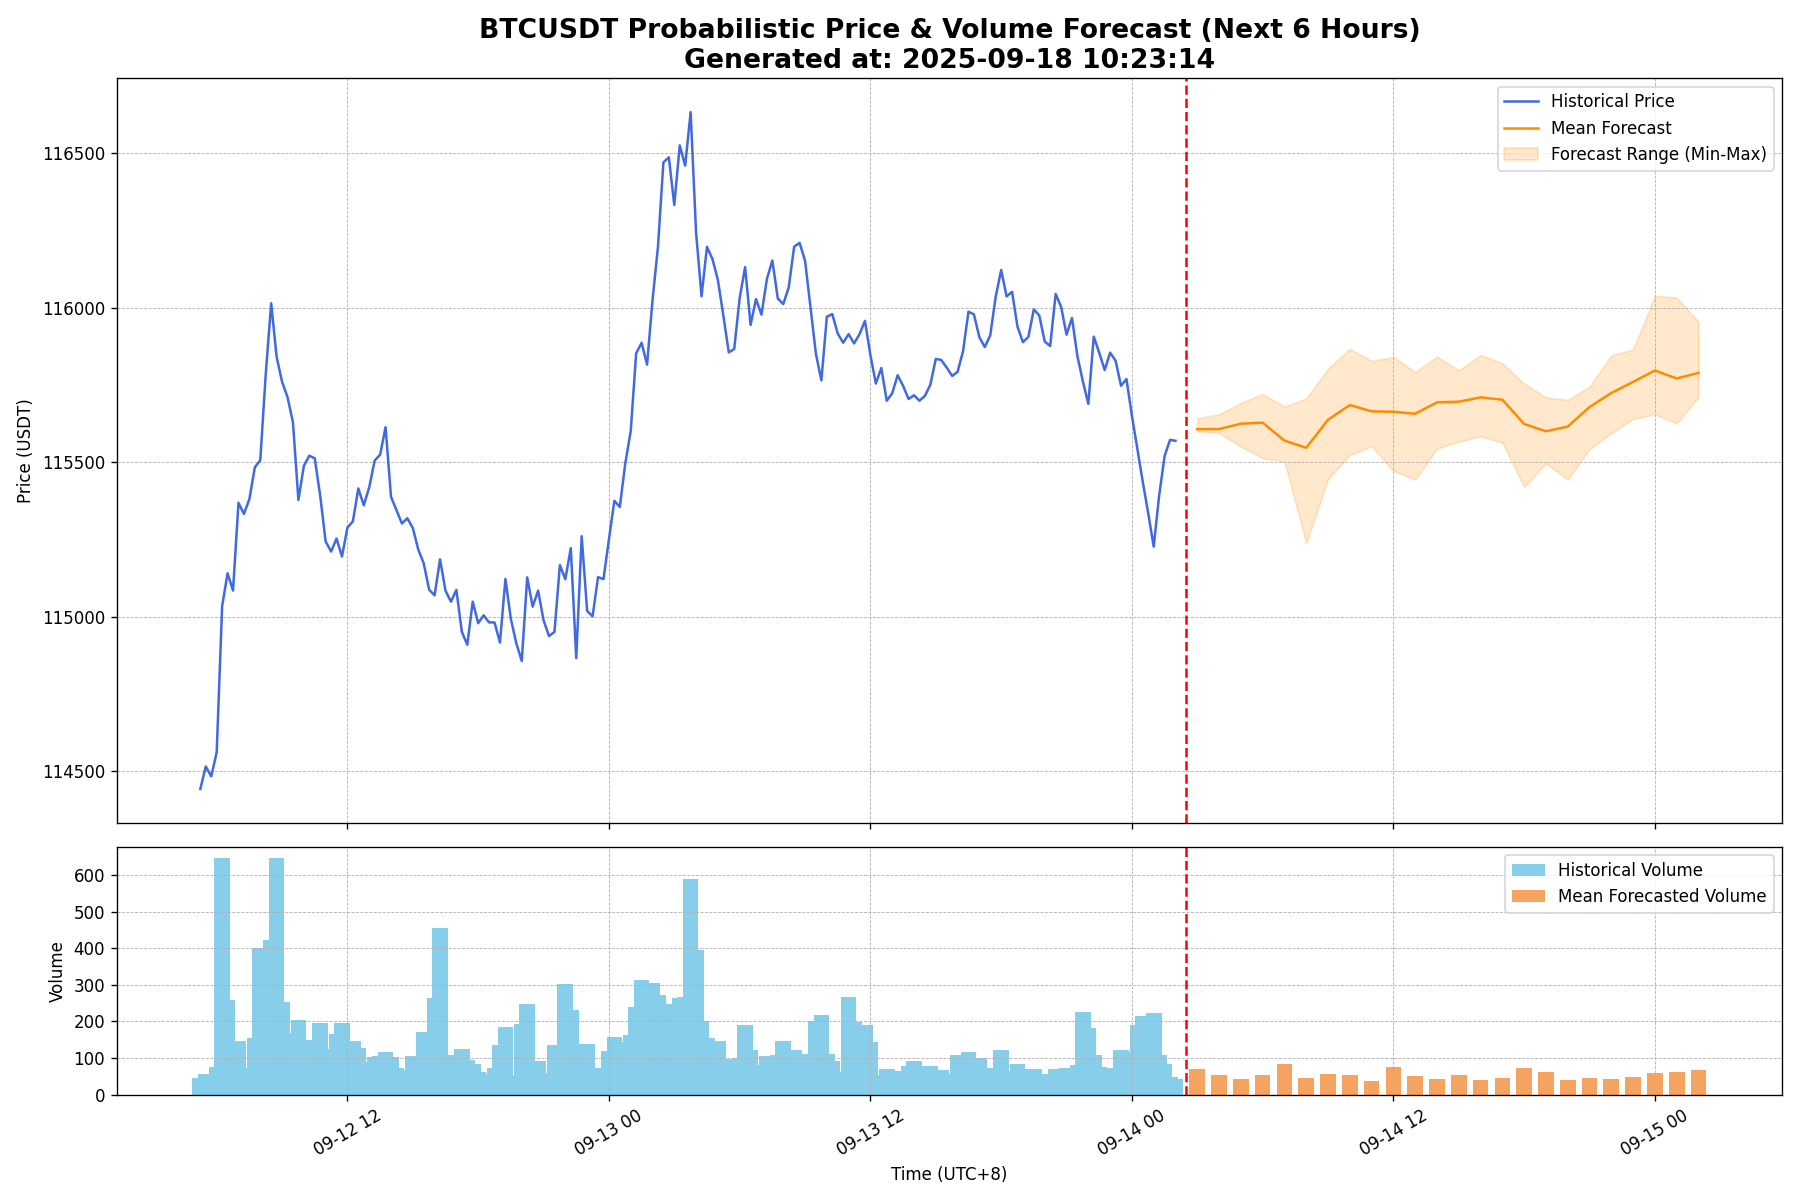 BTCUSDT Probabilistic Price & Volume Forecast (Next 6 Hours)
Generated at: 2025-09-18 10:23:14
Historical Price
Mean Forecast
Forecast Range (Min-Max)
116500
116000
115500
115000
114500
Price (USDT)
Historical Volume
Mean Forecasted Volume
600
500
400
300
200
100
0
Volume
09-12 12
09-13 00
09-13 12
09-14 00
09-14 12
09-15 00
Time (UTC+8)